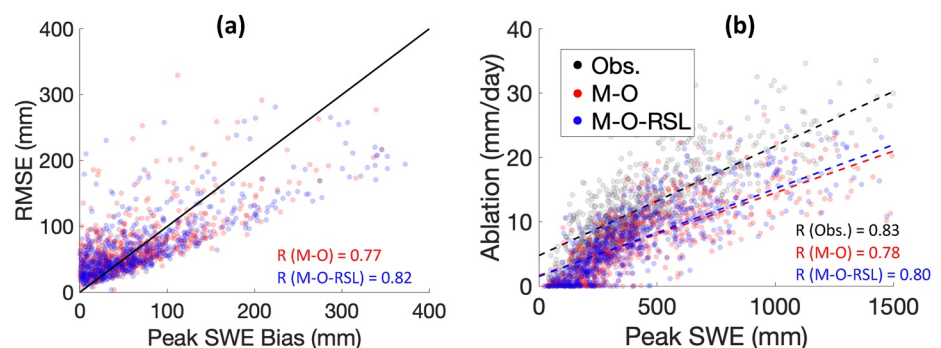 (a)
400
300
200
100
0
RMSE (mm)
0
100
200
300
400
Peak SWE Bias (mm)
R (M-O) = 0.77
R (M-O-RSL) = 0.82
(b)
40
30
20
10
0
Ablation (mm/day)
Obs.
M-O
M-O-RSL
R (Obs.) = 0.83
R (M-O) = 0.78
R (M-O-RSL) = 0.80
0
500
1000
1500
Peak SWE (mm)